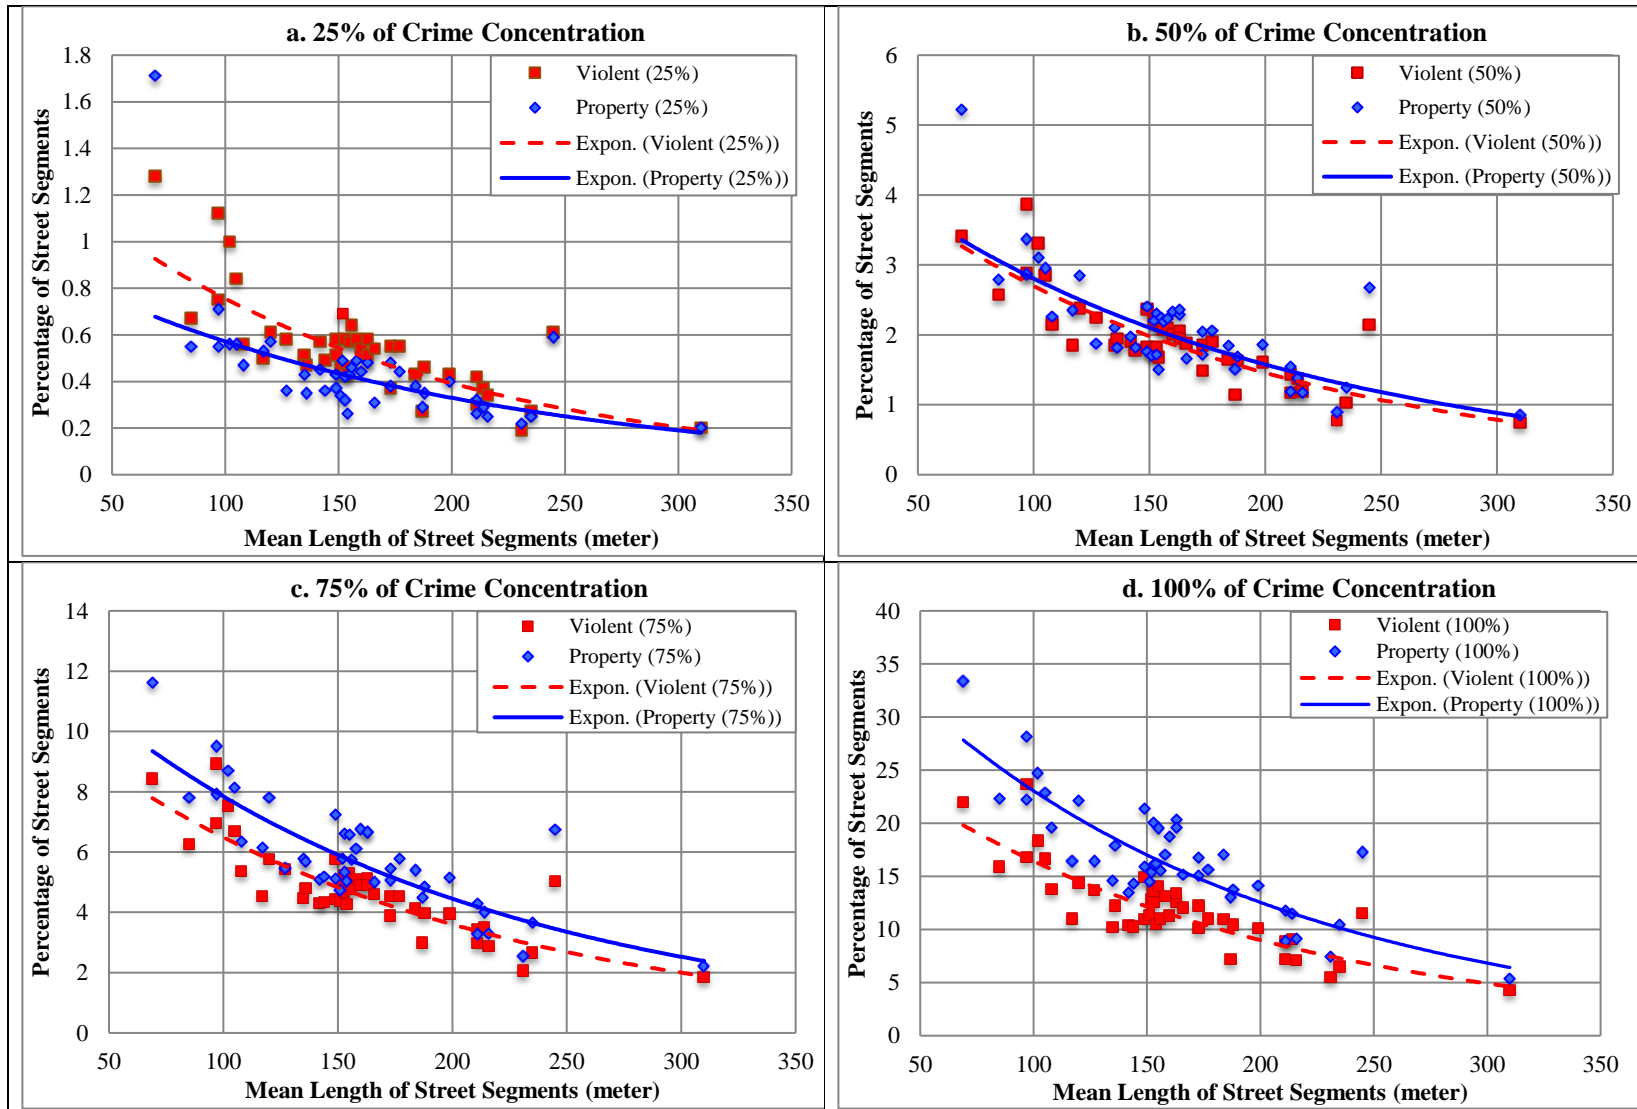 a. 25% of Crime Concentration
Percentage of Street Segments
1.8
1.6
1.4
1.2
1
0.8
0.6
0.4
0.2
0
50 100 150 200 250 300 350
Mean Length of Street Segments (meter)
Violent (25%)
Property (25%)
Expon. (Violent (25%))
Expon. (Property (25%))
b. 50% of Crime Concentration
Percentage of Street Segments
6
5
4
3
2
1
0
50 100 150 200 250 300 350
Mean Length of Street Segments (meter)
Violent (50%)
Property (50%)
Expon. (Violent (50%))
Expon. (Property (50%))
c. 75% of Crime Concentration
Percentage of Street Segments
14
12
10
8
6
4
2
0
50 100 150 200 250 300 350
Mean Length of Street Segments (meter)
Violent (75%)
Property (75%)
Expon. (Violent (75%))
Expon. (Property (75%))
d. 100% of Crime Concentration
Percentage of Street Segments
40
35
30
25
20
15
10
5
0
50 100 150 200 250 300 350
Mean Length of Street Segments (meter)
Violent (100%)
Property (100%)
Expon. (Violent (100%))
Expon. (Property (100%))